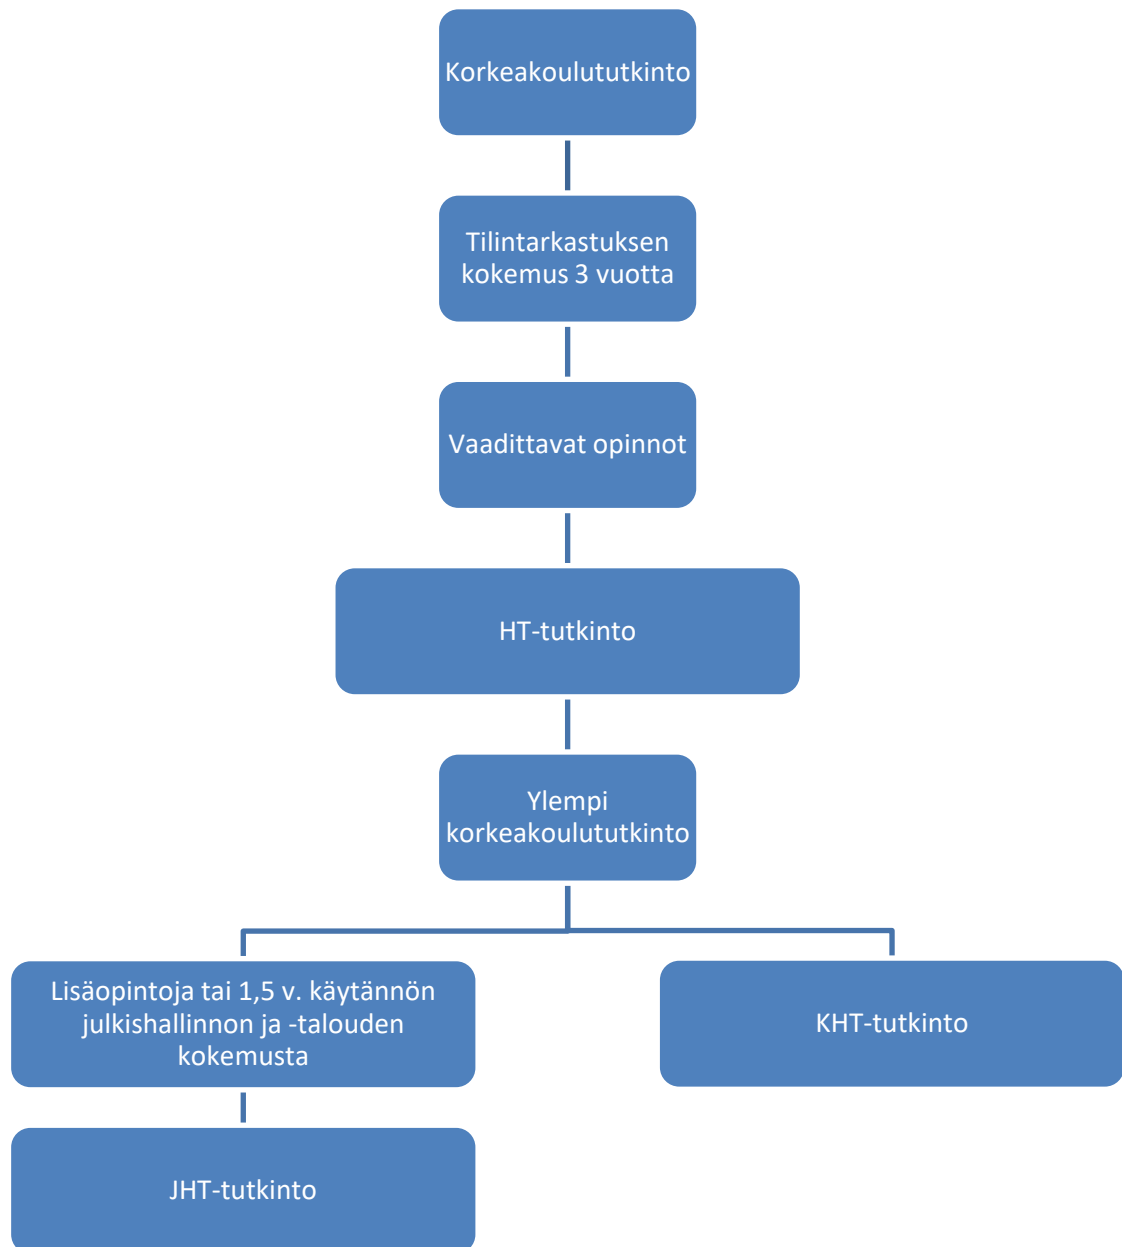 Korkeakoulututkinto
Tilintarkastuksen
kokemus 3 vuotta
Vaadittavat opinnot
HT-tutkinto
Ylempi
korkeakoulututkinto
Lisäopintoja tai 1,5 v. käytännön
julkishallinnon ja -talouden
kokemusta
KHT-tutkinto
JHT-tutkinto